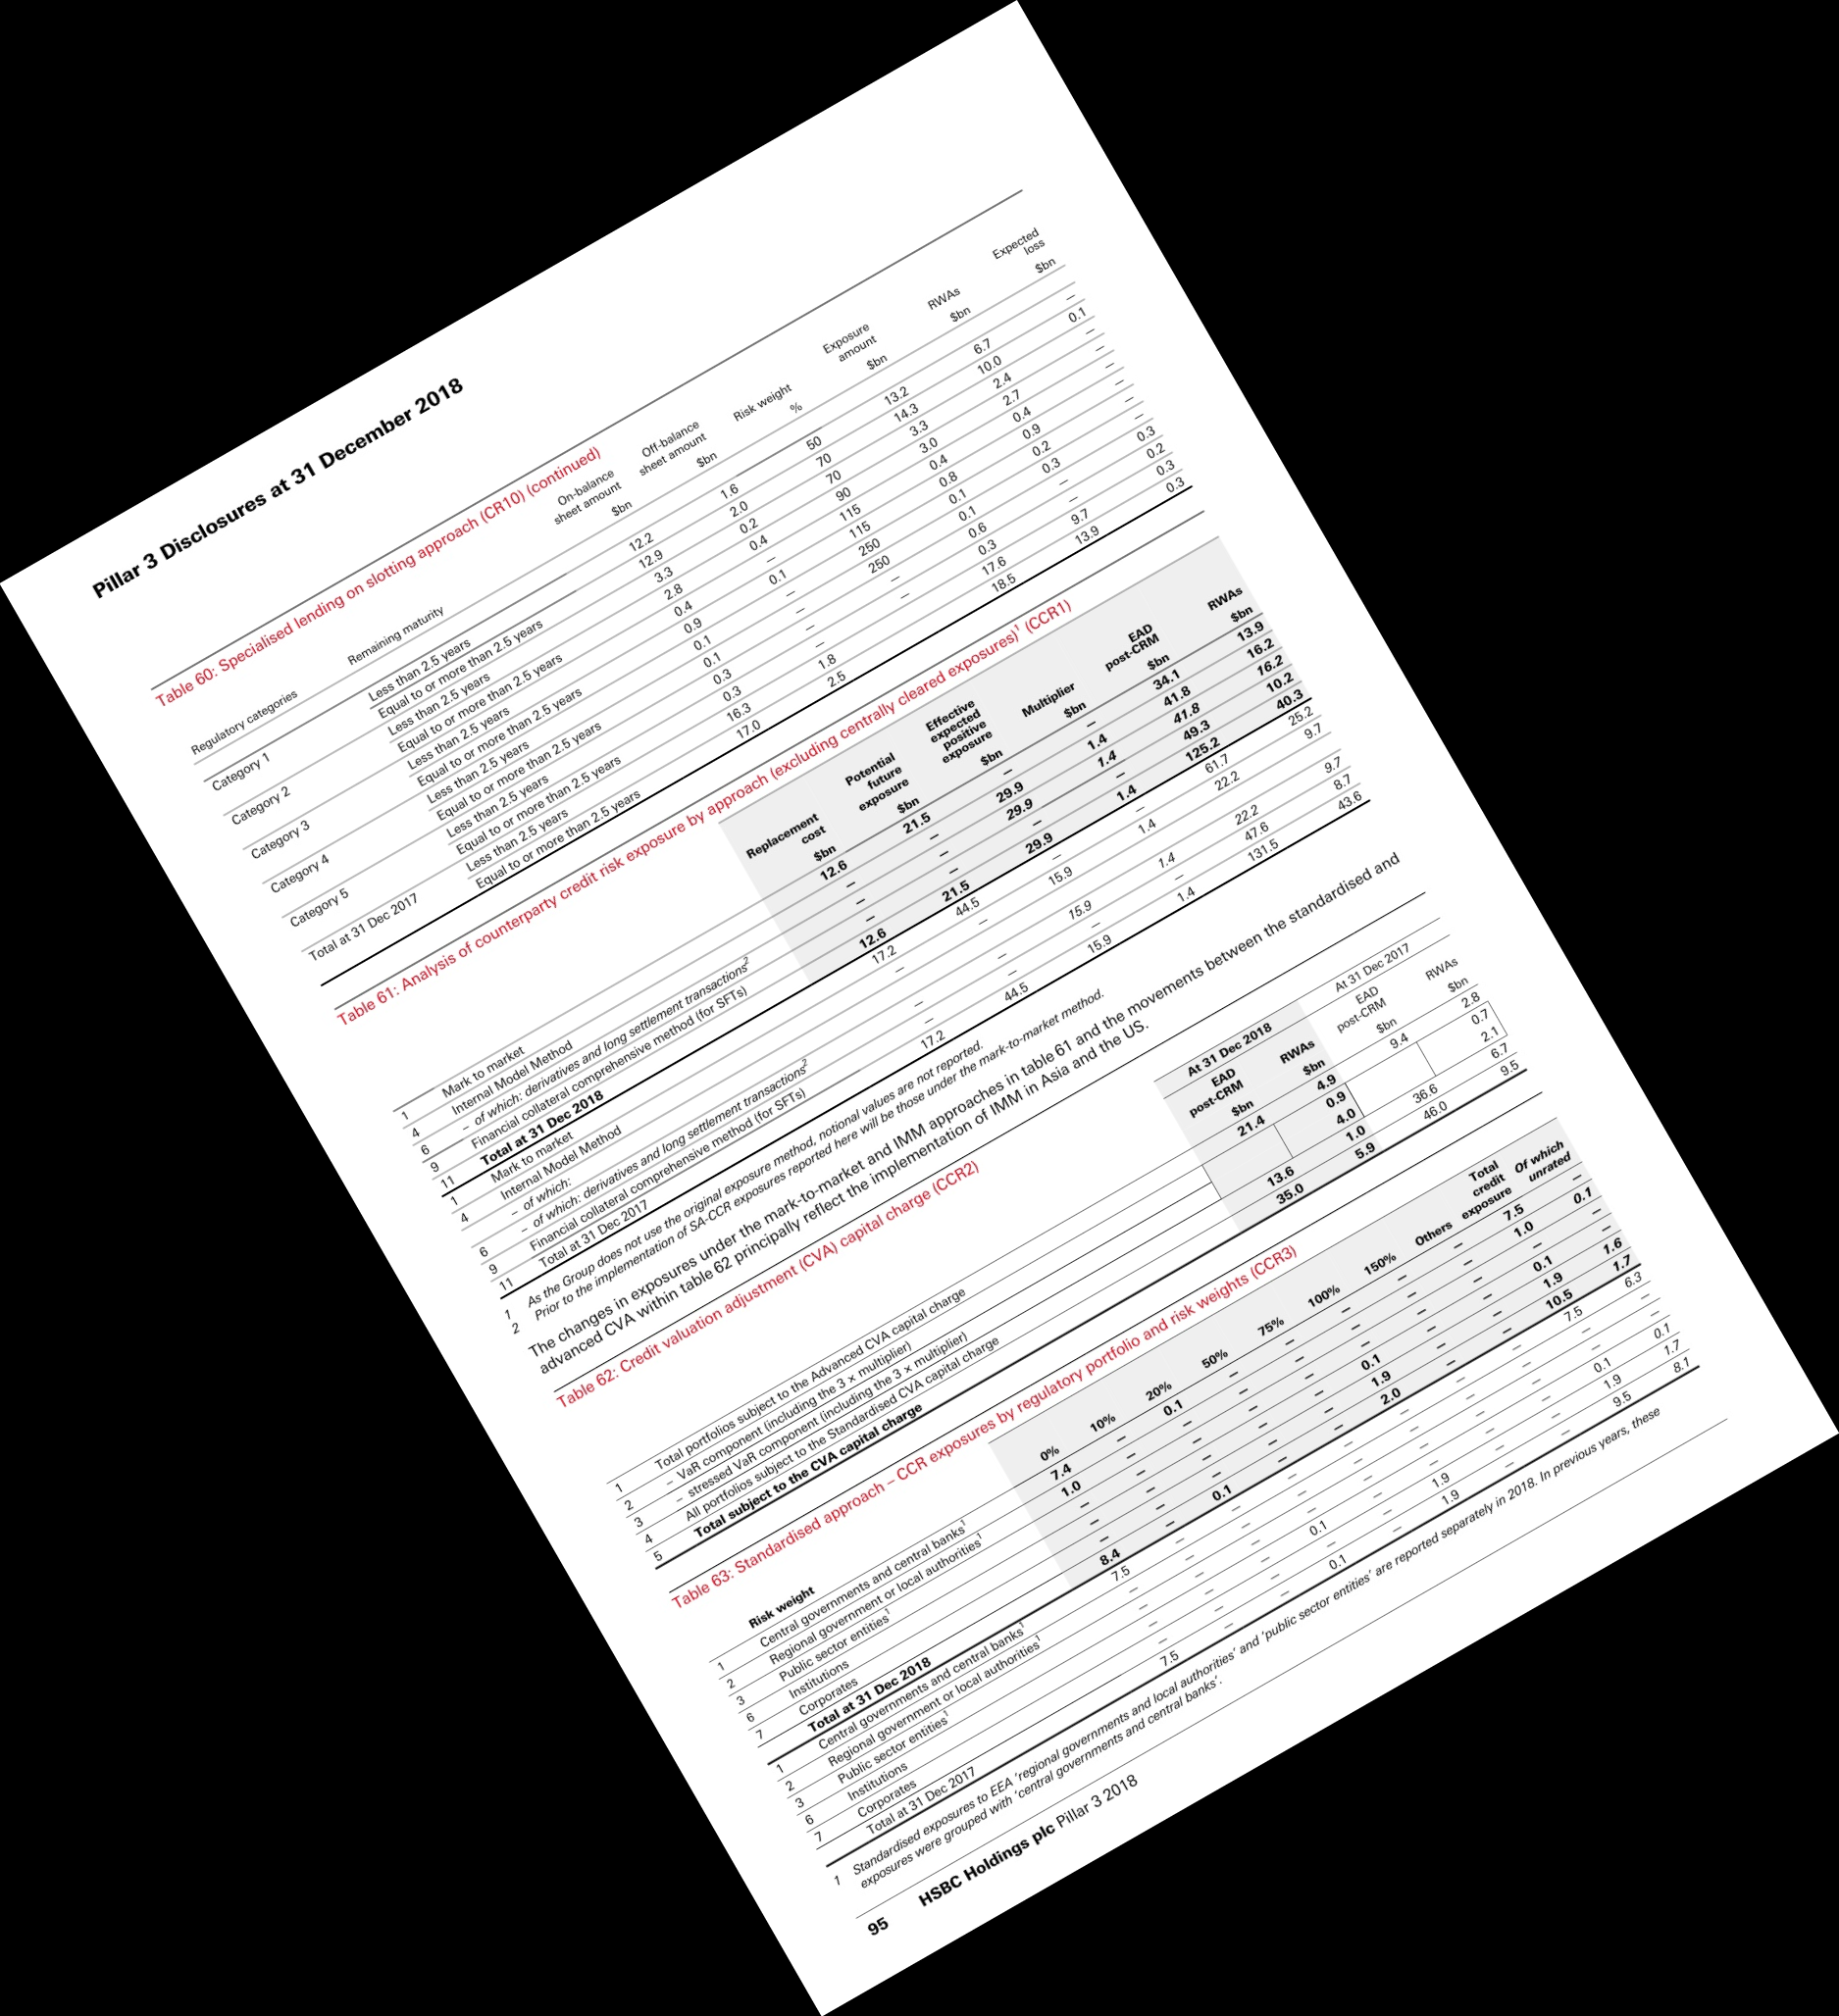 Pillar 3 Disclosures at 31 December 2018
Table 60: Specialised lending on slotting approach (CR10) (continued)
Regulatory categories Remaining maturity On-balance sheet amount Off-balance sheet amount Risk weight Exposure amount RWAs Expected loss
$bn $bn % $bn $bn $bn
Category 1 Less than 2.5 years 12.2 1.6 50 13.2 6.7 –
Equal to or more than 2.5 years 12.9 2.0 70 14.3 10.0 0.1
Category 2 Less than 2.5 years 3.3 0.2 70 3.3 2.4 –
Equal to or more than 2.5 years 2.8 0.4 90 3.0 2.7 –
Category 3 Less than 2.5 years 0.4 – 115 0.4 0.4 –
Equal to or more than 2.5 years 0.9 0.1 115 0.8 0.9 –
Category 4 Less than 2.5 years 0.1 – 250 0.1 0.2 –
Equal to or more than 2.5 years 0.1 – 250 0.1 0.3 –
Category 5 Less than 2.5 years 0.3 – – 0.6 – 0.3
Equal to or more than 2.5 years 0.3 – – 0.3 – 0.2
Total at 31 Dec 2017 Less than 2.5 years 16.3 1.8 17.6 9.7 0.3
Equal to or more than 2.5 years 17.0 2.5 18.5 13.9 0.3
Table 61: Analysis of counterparty credit risk exposure by approach (excluding centrally cleared exposures)1 (CCR1)
Replacement cost Potential future exposure Effective expected positive exposure Multiplier EAD post-CRM RWAs
$bn $bn $bn $bn $bn $bn
1 Mark to market 12.6 21.5 – – 34.1 13.9
4 Internal Model Method – – 29.9 1.4 41.8 16.2
6 – of which: derivatives and long settlement transactions2 – – 29.9 1.4 41.8 16.2
9 Financial collateral comprehensive method (for SFTs) – – – – 49.3 10.2
11 Total at 31 Dec 2018 12.6 21.5 29.9 1.4 125.2 40.3
1 Mark to market 17.2 44.5 – – 61.7 25.2
4 Internal Model Method – – 15.9 1.4 22.2 9.7
– of which:
6 – of which: derivatives and long settlement transactions2 – – 15.9 1.4 22.2 9.7
9 Financial collateral comprehensive method (for SFTs) – – – – 47.6 8.7
11 Total at 31 Dec 2017 17.2 44.5 15.9 1.4 131.5 43.6
1 As the Group does not use the original exposure method, notional values are not reported.
2 Prior to the implementation of SA-CCR exposures reported here will be those under the mark-to-market method.
The changes in exposures under the mark-to-market and IMM approaches in table 61 and the movements between the standardised and
advanced CVA within table 62 principally reflect the implementation of IMM in Asia and the US.
Table 62: Credit valuation adjustment (CVA) capital charge (CCR2)
At 31 Dec 2018 At 31 Dec 2017
EAD post-CRM RWAs EAD post-CRM RWAs
$bn $bn $bn $bn
1 Total portfolios subject to the Advanced CVA capital charge 21.4 4.9 9.4 2.8
2 – VaR component (including the 3 × multiplier) 0.9 0.7
3 – stressed VaR component (including the 3 × multiplier) 4.0 2.1
4 All portfolios subject to the Standardised CVA capital charge 13.6 1.0 36.6 6.7
5 Total subject to the CVA capital charge 35.0 5.9 46.0 9.5
Table 63: Standardised approach – CCR exposures by regulatory portfolio and risk weights (CCR3)
Risk weight 0% 10% 20% 50% 75% 100% 150% Others Total credit exposure Of which unrated
1 Central governments and central banks1 7.4 – 0.1 – – – – – 7.5 –
2 Regional government or local authorities1 1.0 – – – – – – – 1.0 0.1
3 Public sector entities1 – – – – – – – – – –
6 Institutions – – – – – 0.1 – – 0.1 –
7 Corporates – – – – – 1.9 – – 1.9 1.6
Total at 31 Dec 2018 8.4 – 0.1 – – 2.0 – – 10.5 1.7
1 Central governments and central banks1 7.5 – – – – – – – 7.5 6.3
2 Regional government or local authorities1 – – – – – – – – – –
3 Public sector entities1 – – – – – – – – – –
6 Institutions – – 0.1 – – – – – 0.1 0.1
7 Corporates – – – – – 1.9 – – 1.9 1.7
Total at 31 Dec 2017 7.5 – 0.1 – – 1.9 – – 9.5 8.1
1 Standardised exposures to EEA 'regional governments and local authorities' and 'public sector entities' are reported separately in 2018. In previous years, these
exposures were grouped with 'central governments and central banks'.
95 HSBC Holdings plc Pillar 3 2018